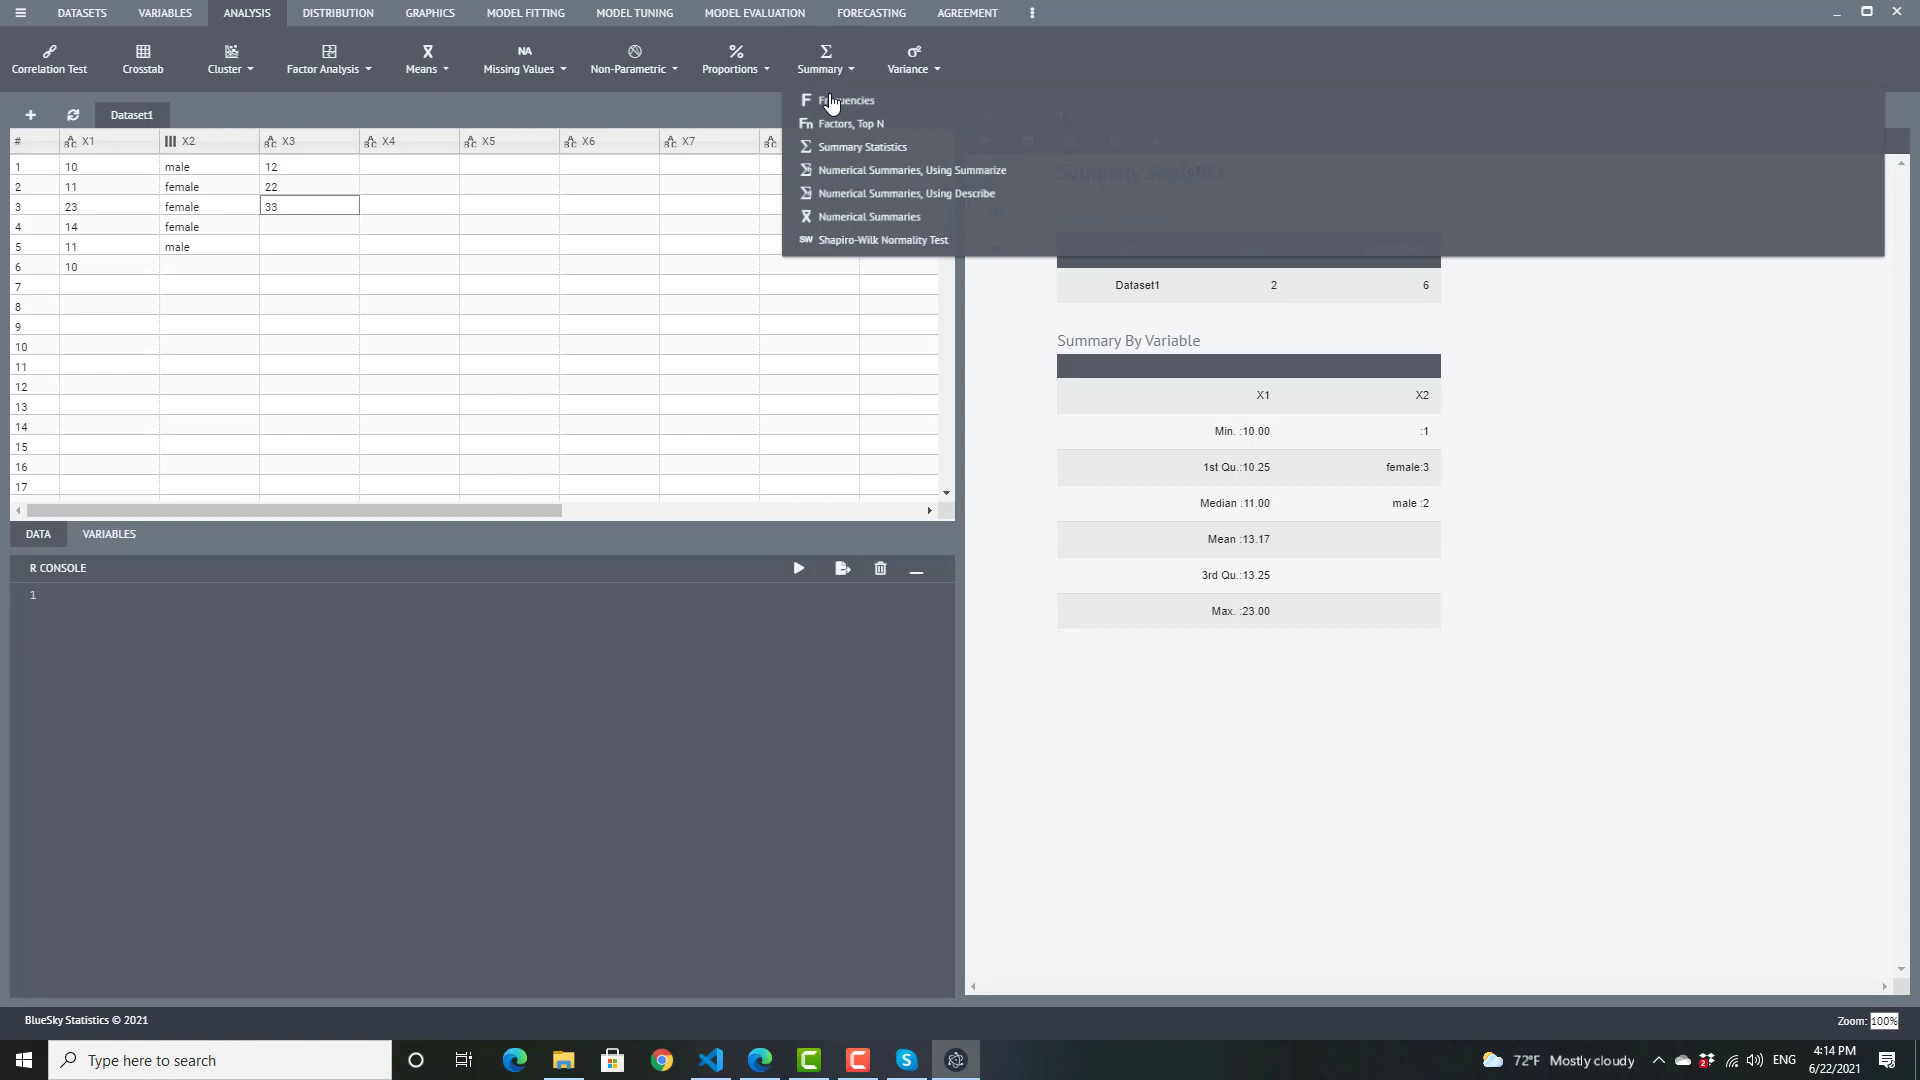 DATASETS VARIABLES ANALYSIS DISTRIBUTION GRAPHICS MODEL FITTING MODEL TUNING MODEL EVALUATION FORECASTING AGREEMENT
NA σ²
Correlation Test Crosstab Cluster Factor Analysis Means Missing Values Non-Parametric Proportions Summary Variance
F Frequencies
Fn Factors, Top N
Summary Statistics
Numerical Summaries, Using Summarize
Numerical Summaries, Using Describe
Numerical Summaries
SW Shapiro-Wilk Normality Test
Dataset1
# X1 X2 X3 X4 X5 X6 X7
1 10 male 12
2 11 female 22
3 23 female 33
4 14 female
5 11 male
6 10
7
8
9
10
11
12
13
14
15
16
17
DATA VARIABLES
R CONSOLE
1
Summary Statistics
Dataset1 2 6
Summary By Variable
X1 X2
Min. :10.00 :1
1st Qu.:10.25 female:3
Median :11.00 male :2
Mean :13.17
3rd Qu.:13.25
Max. :23.00
BlueSky Statistics © 2021
Zoom: 100%
Type here to search
72°F Mostly cloudy
2
ENG
4:14 PM
6/22/2021